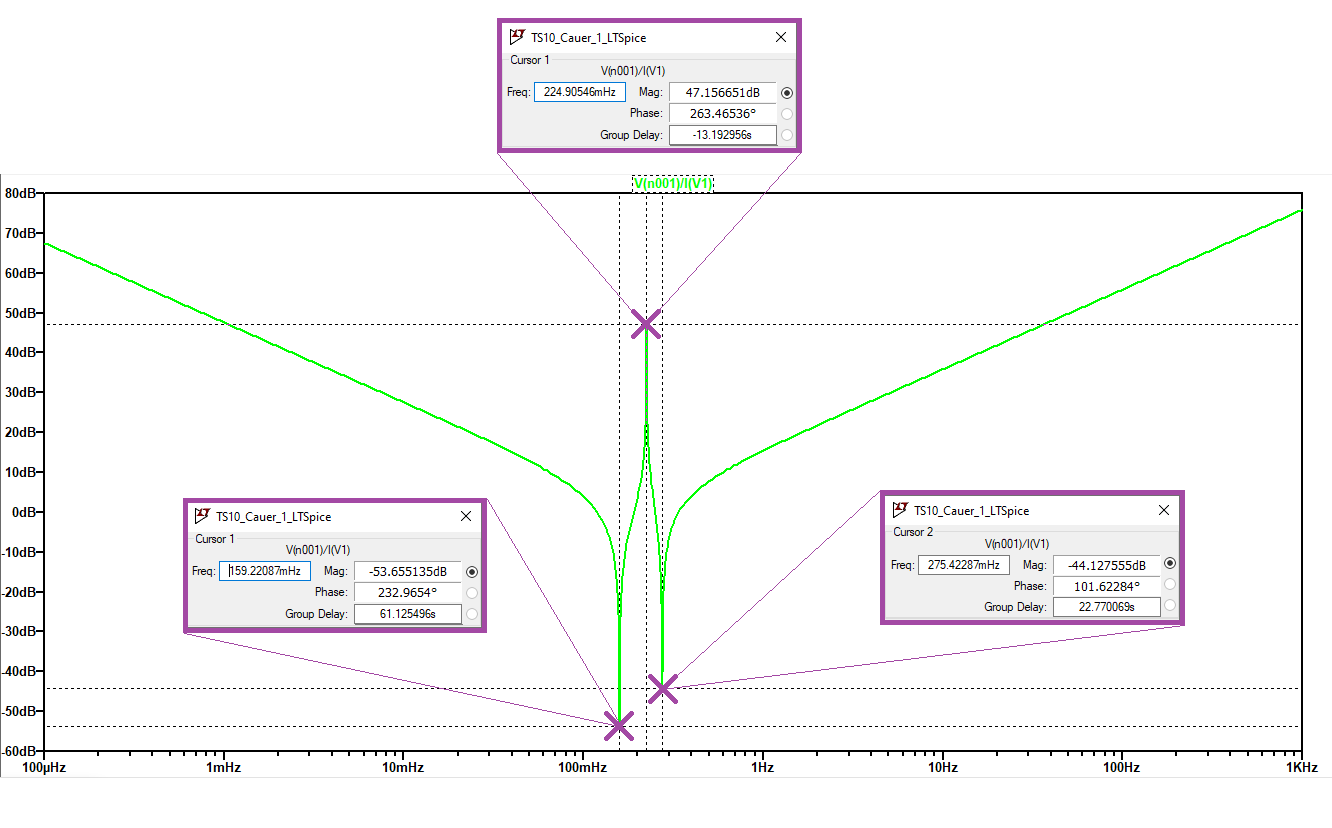 TS10_Cauer_1_LTSpice
Cursor 1
V(n001)/I(V1)
Freq: 224.90546mHz Mag: 47.156651dB
Phase: 263.46536°
Group Delay: -13.192956s
V(n001)/I(V1)
80dB
70dB
60dB
50dB
40dB
30dB
20dB
10dB
0dB
-10dB
-20dB
-30dB
-40dB
-50dB
-60dB
TS10_Cauer_1_LTSpice
Cursor 1
V(n001)/I(V1)
Freq: 159.22087mHz Mag: -53.655135dB
Phase: 232.9654°
Group Delay: 61.125496s
TS10_Cauer_1_LTSpice
Cursor 2
V(n001)/I(V1)
Freq: 275.42287mHz Mag: -44.127555dB
Phase: 101.62284°
Group Delay: 22.770069s
100µHz 1mHz 10mHz 100mHz 1Hz 10Hz 100Hz 1KHz